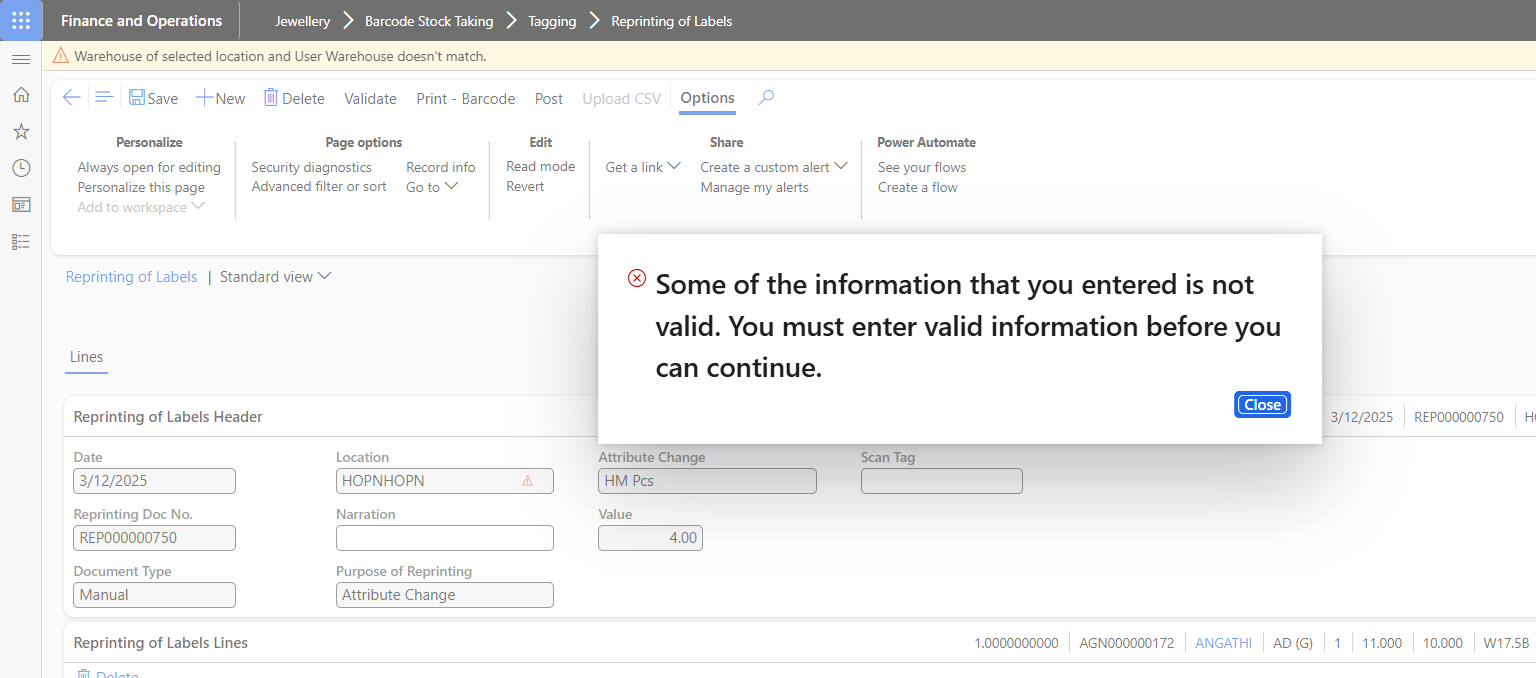 Finance and Operations
Jewellery > Barcode Stock Taking > Tagging > Reprinting of Labels
Warehouse of selected location and User Warehouse doesn't match.
Save New Delete Validate Print - Barcode Post Upload CSV Options
Personalize
Always open for editing
Personalize this page
Add to workspace
Page options
Security diagnostics
Advanced filter or sort
Record info
Go to
Edit
Read mode
Revert
Share
Get a link
Create a custom alert
Manage my alerts
Power Automate
See your flows
Create a flow
Reprinting of Labels | Standard view
Some of the information that you entered is not
valid. You must enter valid information before you
can continue.
Close
Lines
Reprinting of Labels Header
3/12/2025 REP000000750
Date
3/12/2025
Reprinting Doc No.
REP000000750
Document Type
Manual
Location
HOPNHOPN
Narration
Purpose of Reprinting
Attribute Change
Attribute Change
HM Pcs
Value
4.00
Scan Tag
Reprinting of Labels Lines
1.0000000000 AGN000000172 ANGATHI AD (G) 1 11.000 10.000 W17.5B
Delete